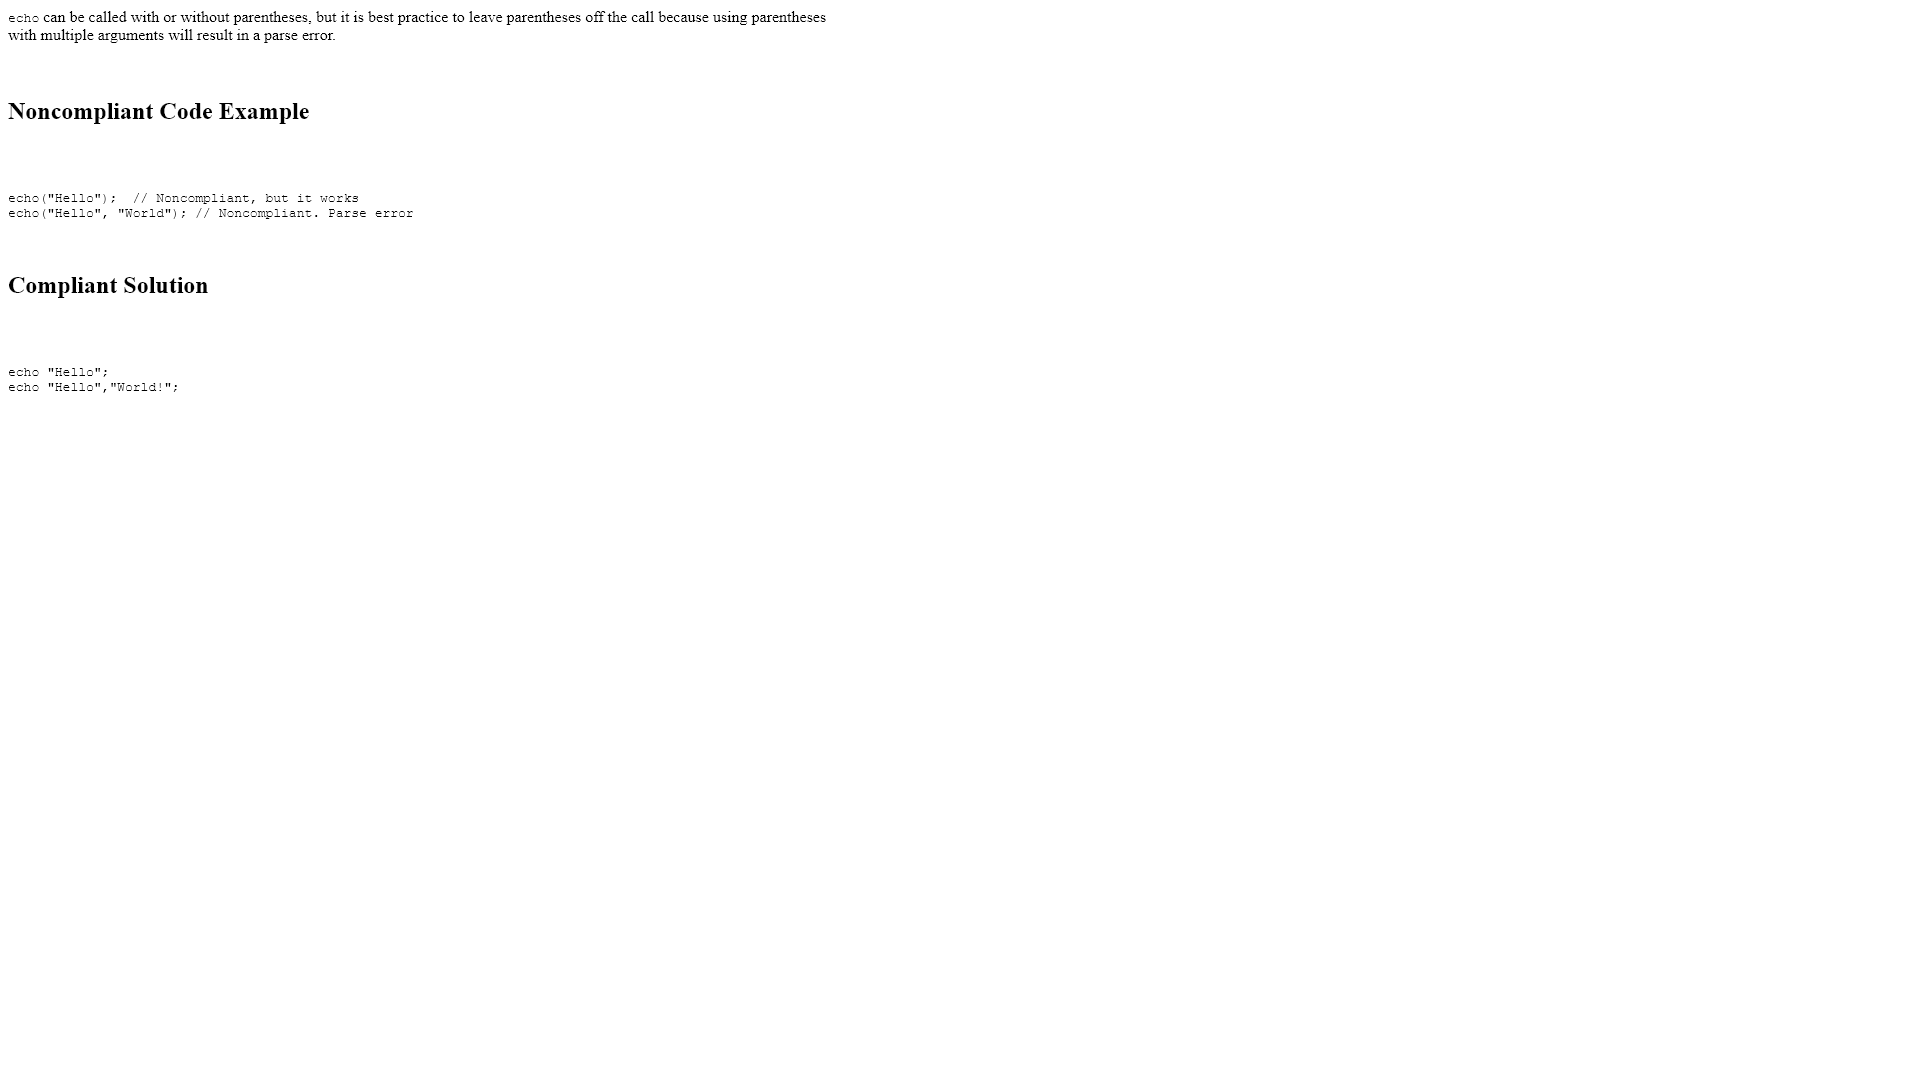 echo can be called with or without parentheses, but it is best practice to leave parentheses off the call because using parentheses
with multiple arguments will result in a parse error.
Noncompliant Code Example
echo("Hello");  // Noncompliant, but it works
echo("Hello", "World"); // Noncompliant. Parse error
Compliant Solution
echo "Hello";
echo "Hello","World!";